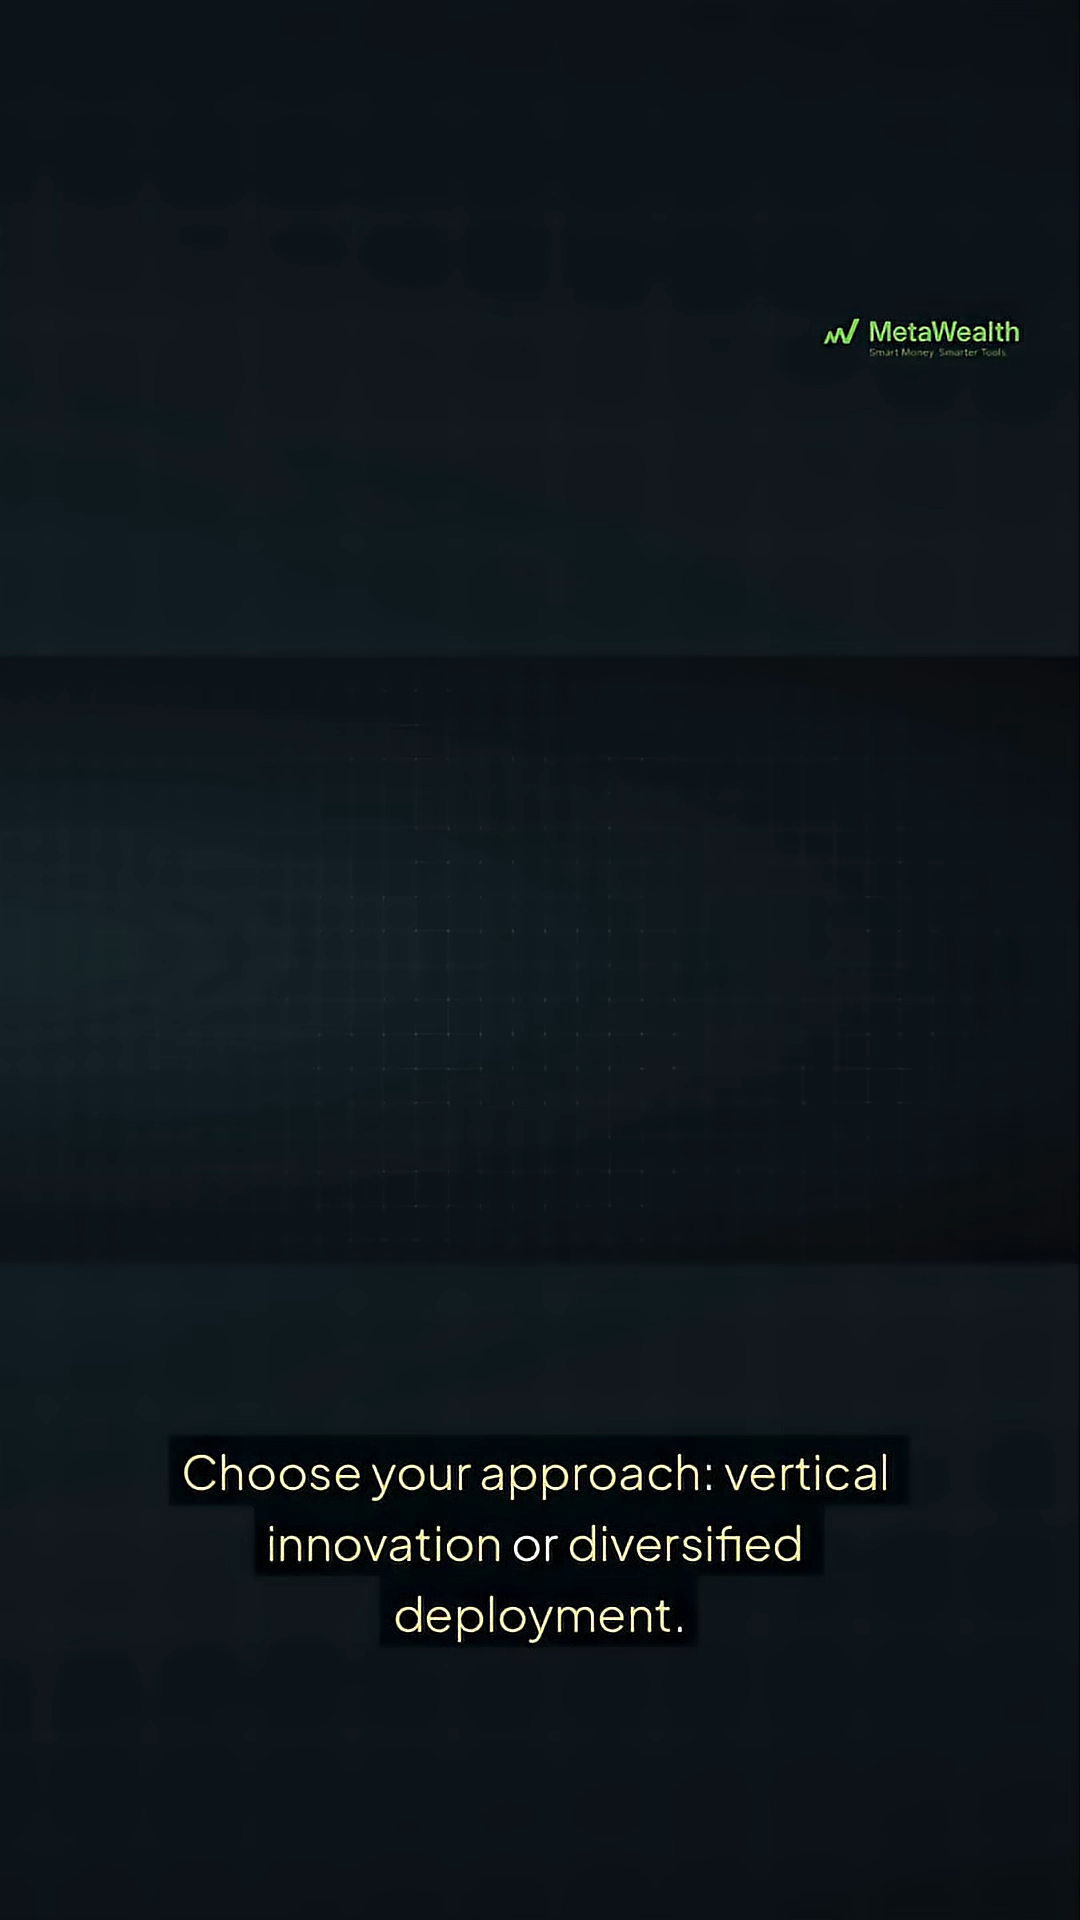 MetaWealth
Smart Money. Smarter Tools
Choose your approach: vertical
innovation or diversified
deployment.